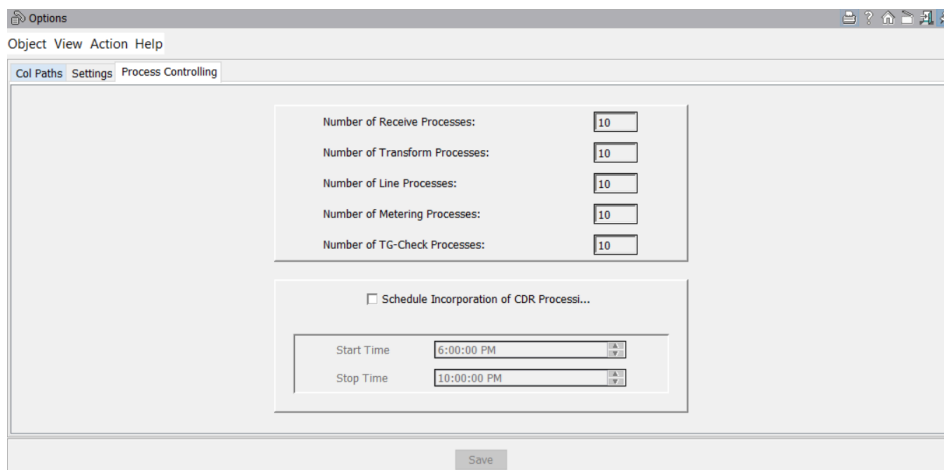 Options
Object View Action Help
Col Paths Settings Process Controlling
Number of Receive Processes: 10
Number of Transform Processes: 10
Number of Line Processes: 10
Number of Metering Processes: 10
Number of TG-Check Processes: 10
Schedule Incorporation of CDR Processi...
Start Time 6:00:00 PM
Stop Time 10:00:00 PM
Save